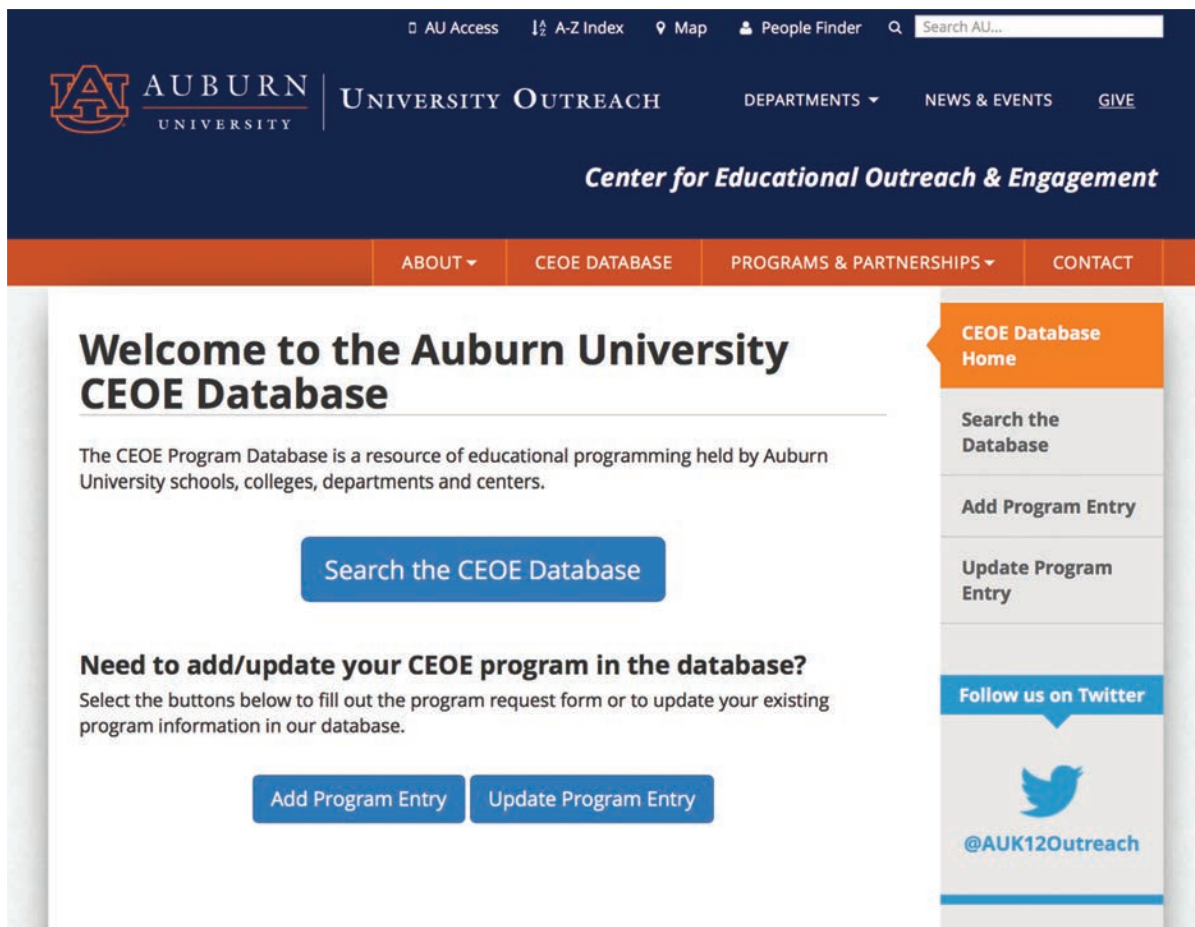 AU Access A-Z Index Map People Finder Search AU...
AUBURN
UNIVERSITY
UNIVERSITY OUTREACH
DEPARTMENTS NEWS & EVENTS GIVE
Center for Educational Outreach & Engagement
ABOUT CEOE DATABASE PROGRAMS & PARTNERSHIPS CONTACT
Welcome to the Auburn University
CEOE Database
The CEOE Program Database is a resource of educational programming held by Auburn
University schools, colleges, departments and centers.
Search the CEOE Database
Need to add/update your CEOE program in the database?
Select the buttons below to fill out the program request form or to update your existing
program information in our database.
Add Program Entry Update Program Entry
CEOE Database
Home
Search the
Database
Add Program Entry
Update Program
Entry
Follow us on Twitter
@AUK12Outreach